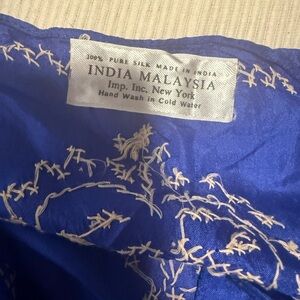 100% PURE SILK MADE IN INDIA
INDIA MALAYSIA
Imp. Inc. New York
Hand Wash in Cold Water